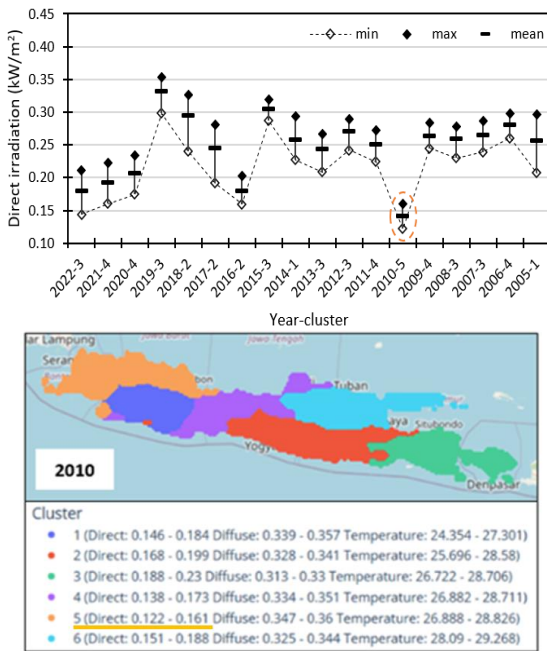 0.45
0.40
0.35
0.30
0.25
0.20
0.15
0.10
Direct irradiation (kW/m²)
min max mean
2022-3 2021-4 2020-4 2019-3 2018-2 2017-2 2016-2 2015-3 2014-1 2013-3 2012-3 2011-4 2010-5 2009-4 2008-3 2007-3 2006-4 2005-1
Year-cluster
ar Lampung
Jawa Barat
Jawa Tengah
Seran
bon
Tuban
aya
Situbondo
Yogy
Denpasar
2010
Cluster
1 (Direct: 0.146 - 0.184 Diffuse: 0.339 - 0.357 Temperature: 24.354 - 27.301)
2 (Direct: 0.168 - 0.199 Diffuse: 0.328 - 0.341 Temperature: 25.696 - 28.58)
3 (Direct: 0.188 - 0.23 Diffuse: 0.313 - 0.33 Temperature: 26.722 - 28.706)
4 (Direct: 0.138 - 0.173 Diffuse: 0.334 - 0.351 Temperature: 26.882 - 28.711)
5 (Direct: 0.122 - 0.161 Diffuse: 0.347 - 0.36 Temperature: 26.888 - 28.826)
6 (Direct: 0.151 - 0.188 Diffuse: 0.325 - 0.344 Temperature: 28.09 - 29.268)